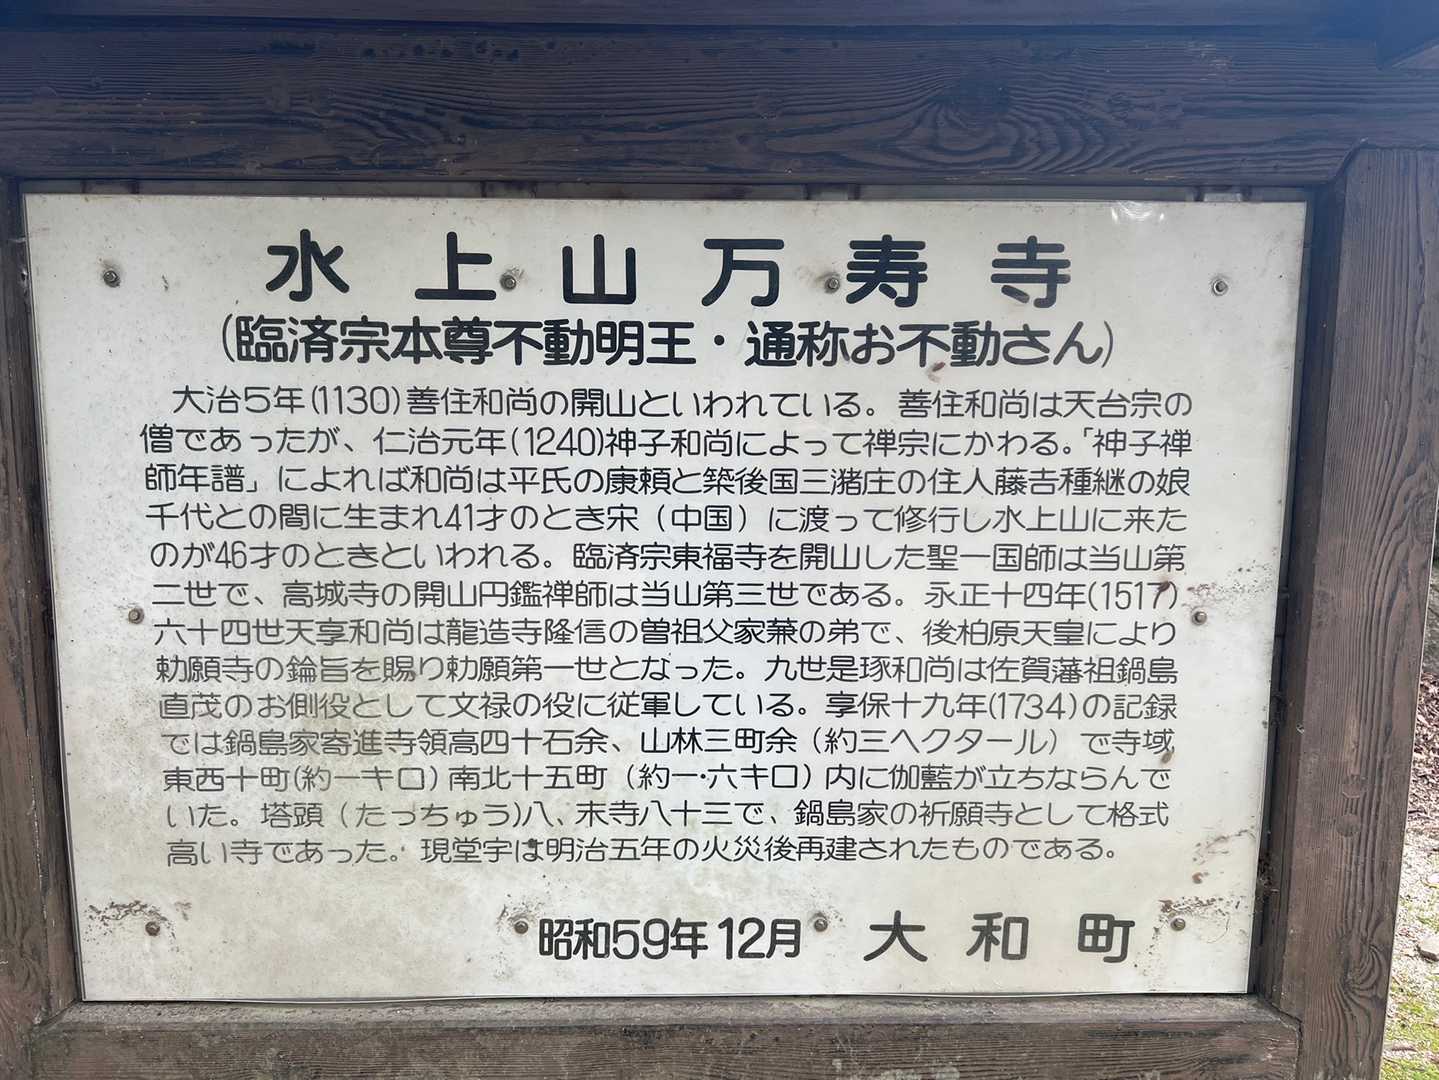 水上山万寿寺
(臨済宗本尊不動明王・通称お不動さん)
大治5年(1130)善住和尚の開山といわれている。善住和尚は天台宗の
僧であったが、仁治元年(1240)神子和尚によって禅宗にかわる。「神子禅
師年譜」によれば和尚は平氏の康頼と築後国三潴庄の住人藤吉種継の娘
千代との間に生まれ41才のとき宋（中国）に渡って修行し水上山に来た
のが46才のときといわれる。臨済宗東福寺を開山した聖一国師は当山第
二世で、高城寺の開山円鑑禅師は当山第三世である。永正十四年(1517)
六十四世天享和尚は龍造寺隆信の曽祖父家兼の弟で、後柏原天皇により
勅願寺の錀旨を賜り勅願第一世となった。九世是琢和尚は佐賀藩祖鍋島
直茂のお側役として文禄の役に従軍している。享保十九年(1734)の記録
では鍋島家寄進寺領高四十石余、山林三町余（約三ヘクタール）で寺域
東西十町(約一キロ)南北十五町（約一・六キロ）内に伽藍が立ちならんで
いた。塔頭（たっちゅう)八、末寺八十三で、鍋島家の祈願寺として格式
高い寺であった。現堂宇は明治五年の火災後再建されたものである。
昭和59年12月 大和町